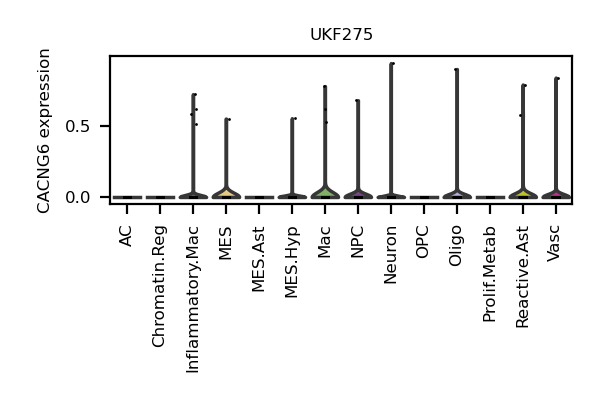 UKF275
CACNG6 expression
0.5
0.0
AC
Chromatin.Reg
Inflammatory.Mac
MES
MES.Ast
MES.Hyp
Mac
NPC
Neuron
OPC
Oligo
Prolif.Metab
Reactive.Ast
Vasc